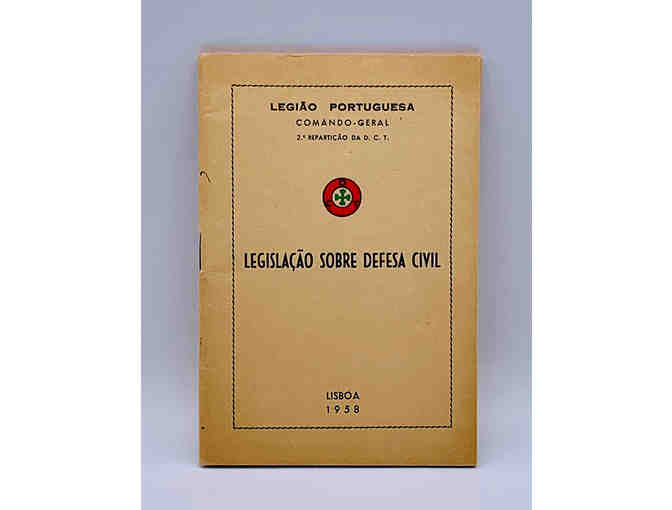 LEGIÃO PORTUGUESA
COMANDO-GERAL
2.ª REPARTIÇÃO DA D. C. T.
LEGISLAÇÃO SOBRE DEFESA CIVIL
LISBOA
1958